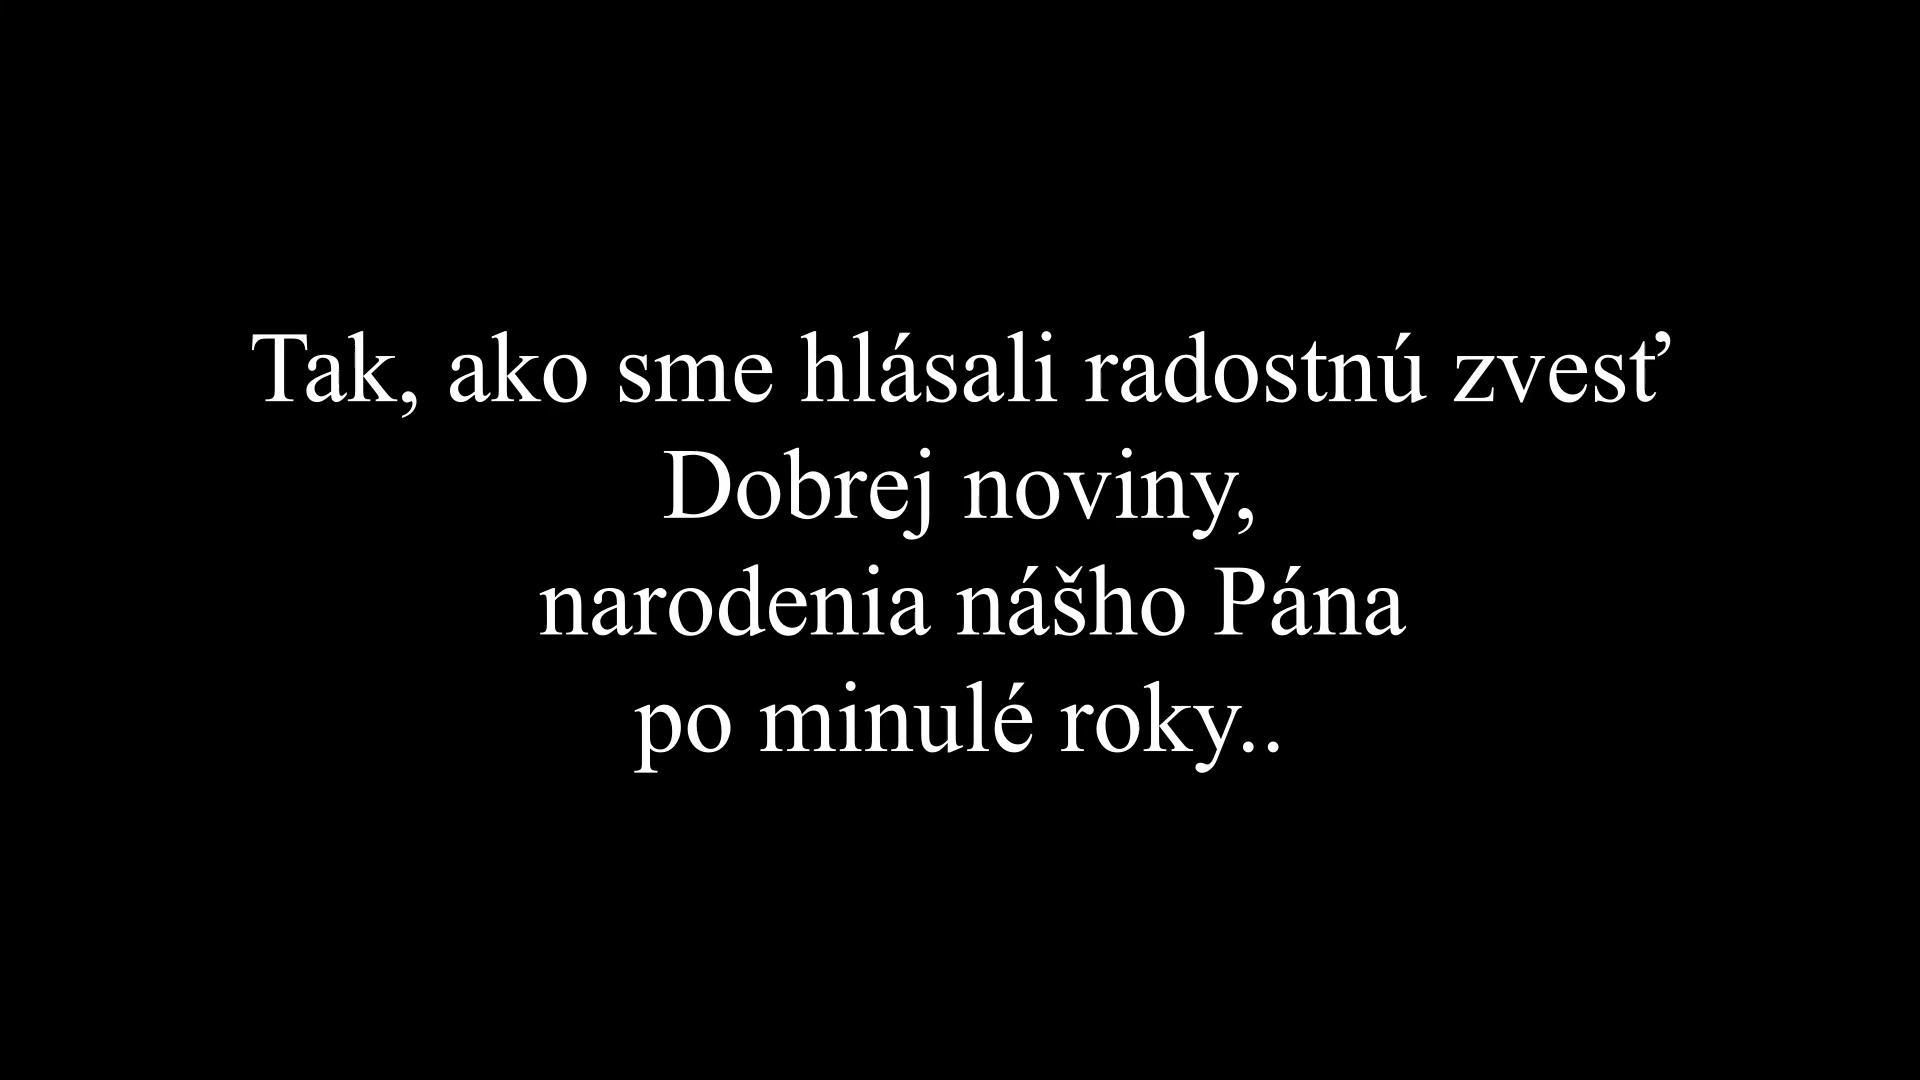 Tak, ako sme hlásali radostnú zvesť
Dobrej noviny,
narodenia nášho Pána
po minulé roky..